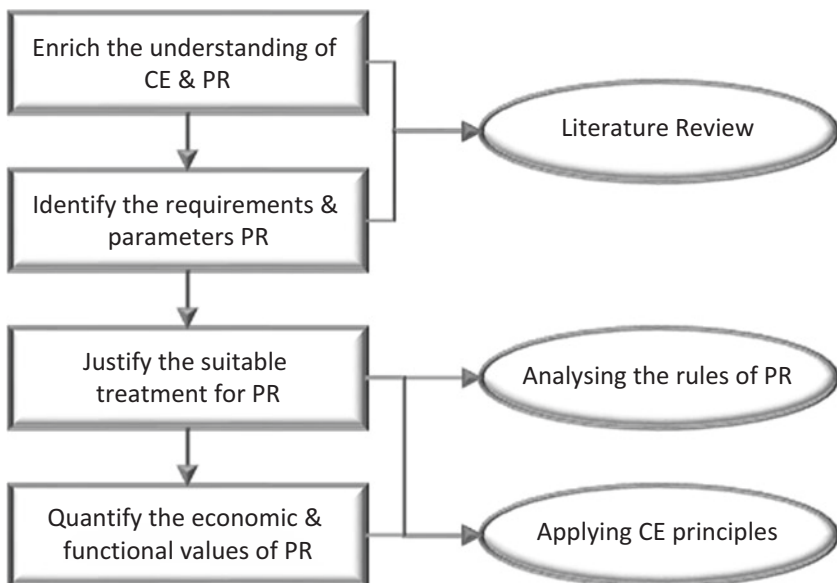 Enrich the understanding of
CE & PR
Literature Review
Identify the requirements &
parameters PR
Justify the suitable
treatment for PR
Analysing the rules of PR
Quantify the economic &
functional values of PR
Applying CE principles